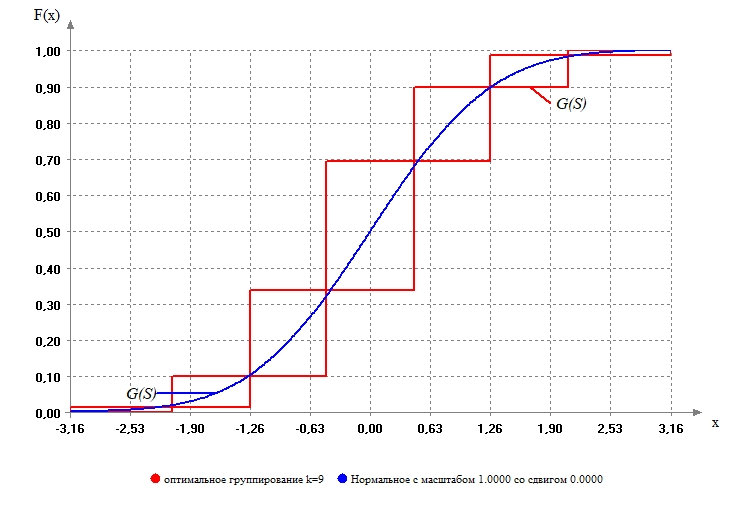 F(x)
1,00
0,90
0,80
0,70
0,60
0,50
0,40
0,30
0,20
0,10
0,00
G(S)
G(S)
-3,16 -2,53 -1,90 -1,26 -0,63 0,00 0,63 1,26 1,90 2,53 3,16
x
оптимальное группирование k=9 Нормальное с масштабом 1.0000 со сдвигом 0.0000